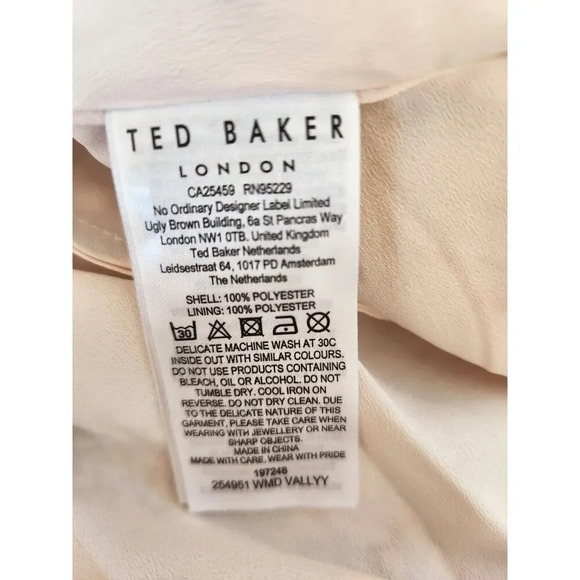 TED BAKER
LONDON
CA25459 RN95229
No Ordinary Designer Label Limited
Ugly Brown Building, 6a St Pancras Way
London NW1 0TB. United Kingdom
Ted Baker Netherlands
Leidsestraat 64, 1017 PD Amsterdam
The Netherlands
SHELL: 100% POLYESTER
LINING: 100% POLYESTER
30
DELICATE MACHINE WASH AT 30C
INSIDE OUT WITH SIMILAR COLOURS.
DO NOT USE PRODUCTS CONTAINING
BLEACH, OIL OR ALCOHOL. DO NOT
TUMBLE DRY. COOL IRON ON
REVERSE. DO NOT DRY CLEAN. DUE
TO THE DELICATE NATURE OF THIS
GARMENT, PLEASE TAKE CARE WHEN
WEARING WITH JEWELLERY OR NEAR
SHARP OBJECTS.
MADE IN CHINA
MADE WITH CARE, WEAR WITH PRIDE
197248
254951 WMD VALLYY